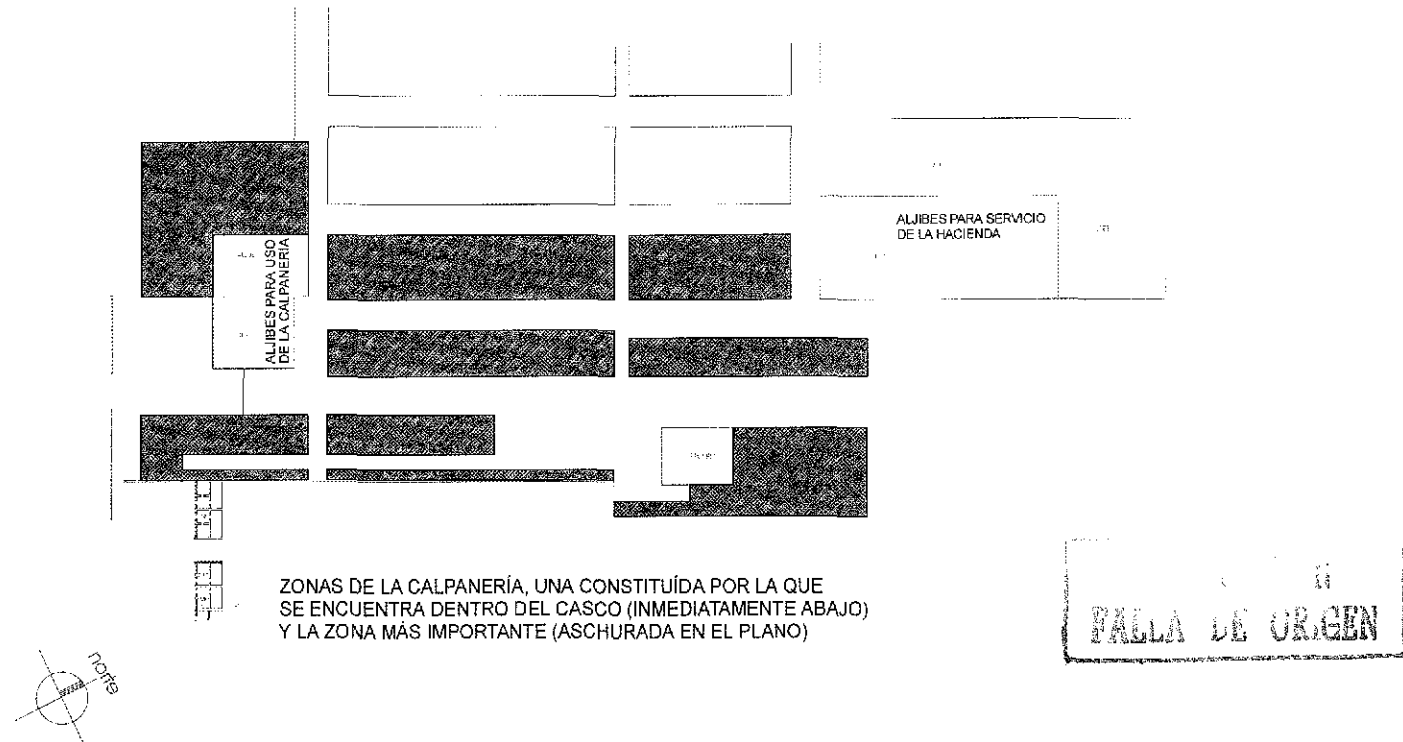 ALJIBES PARA SERVICIO
DE LA HACIENDA
ALJIBES PARA USO
DE LA CALPANERÍA
ZONAS DE LA CALPANERÍA, UNA CONSTITUÍDA POR LA QUE
SE ENCUENTRA DENTRO DEL CASCO (INMEDIATAMENTE ABAJO)
Y LA ZONA MÁS IMPORTANTE (ASCHURADA EN EL PLANO)
FALLA DE ORIGEN
norte